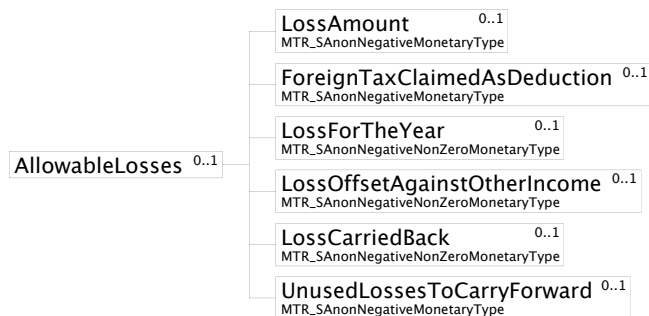 LossAmount 0..1
MTR_SAnonNegativeMonetaryType
ForeignTaxClaimedAsDeduction 0..1
MTR_SAnonNegativeMonetaryType
LossForTheYear 0..1
MTR_SAnonNegativeNonZeroMonetaryType
AllowableLosses 0..1
LossOffsetAgainstOtherIncome 0..1
MTR_SAnonNegativeNonZeroMonetaryType
LossCarriedBack 0..1
MTR_SAnonNegativeNonZeroMonetaryType
UnusedLossesToCarryForward 0..1
MTR_SAnonNegativeMonetaryType